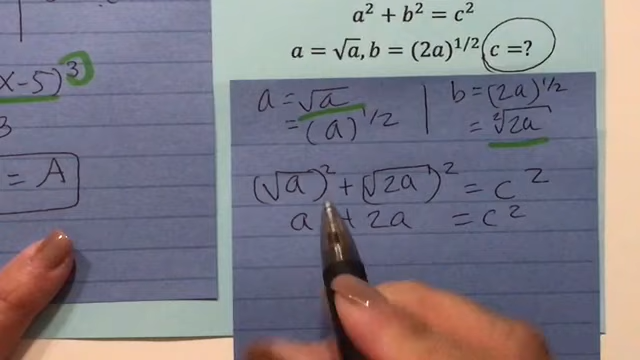 a² + b² = c²
a = √a, b = (2a)^1/2 c = ?
x - 5)³
3
= A
a = √a
= (a)^1/2
b = (2a)^1/2
= ²√2a
(√a)² + (√2a)² = c²
a + 2a = c²